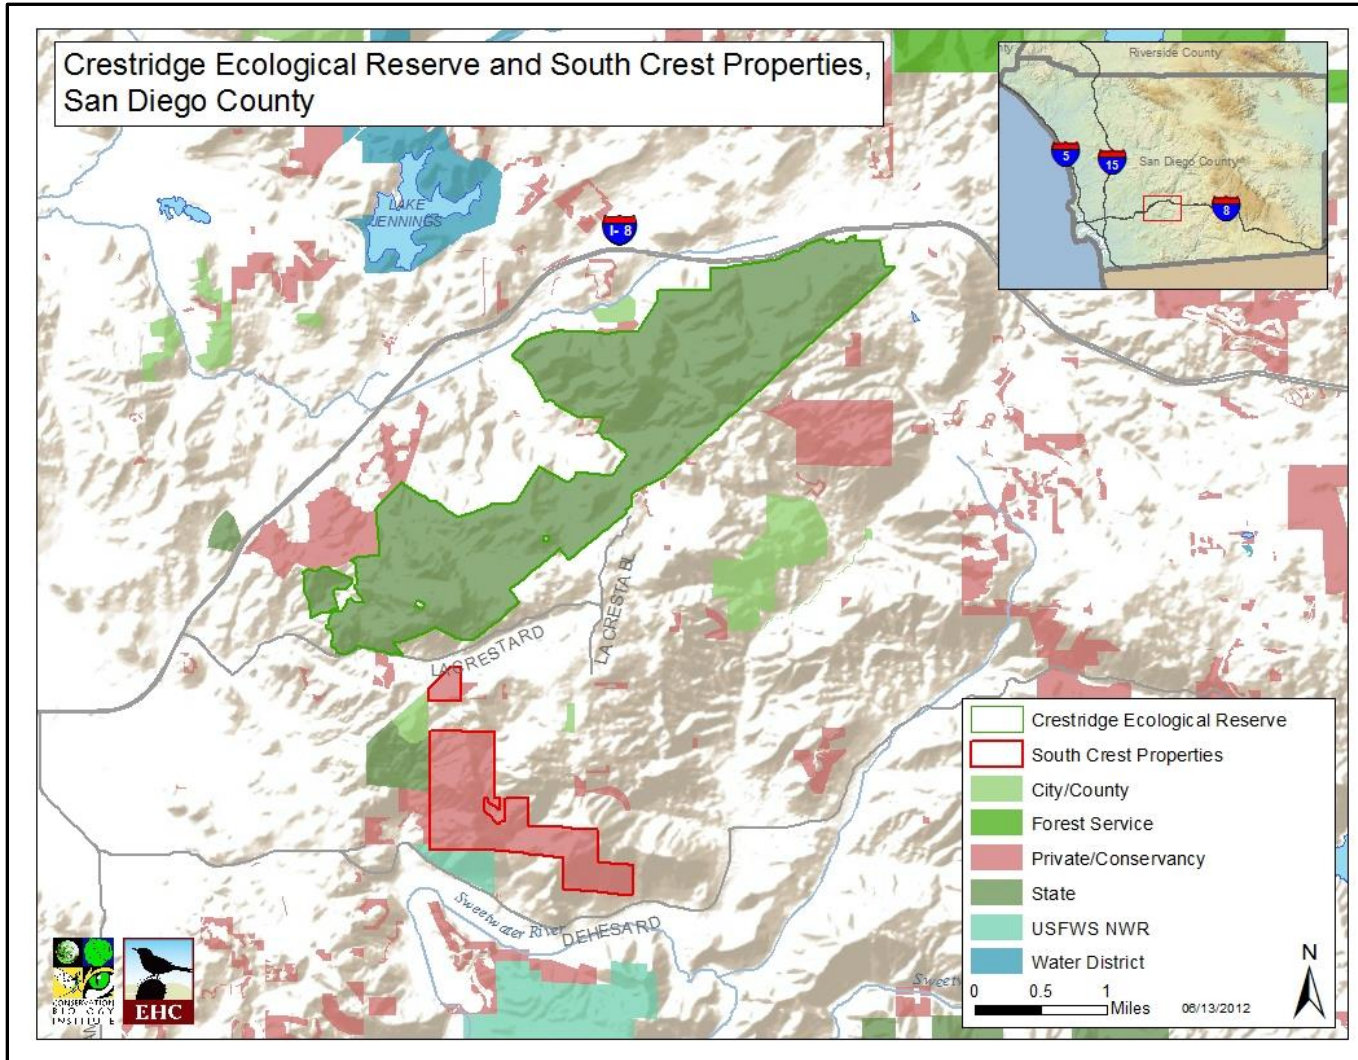 Crestridge Ecological Reserve and South Crest Properties,
San Diego County
Riverside County
5
15
San Diego County
8
LAKE
JENNINGS
I- 8
LA CRESTA BL
LA CRESTA RD
Sweetwater River
DEHESA RD
Crestridge Ecological Reserve
South Crest Properties
City/County
Forest Service
Private/Conservancy
State
USFWS NWR
Water District
N
0 0.5 1
Miles
06/13/2012
CONSERVATION
BIOLOGY
INSTITUTE
EHC